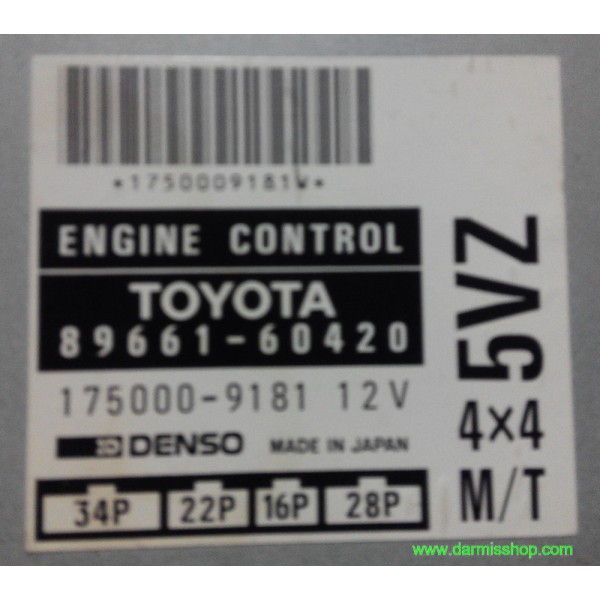 *1750009181W*
ENGINE CONTROL
TOYOTA
89661-60420
175000-9181 12V
DENSO MADE IN JAPAN
34P 22P 16P 28P
5VZ
4×4
M/T
www.darmisshop.com